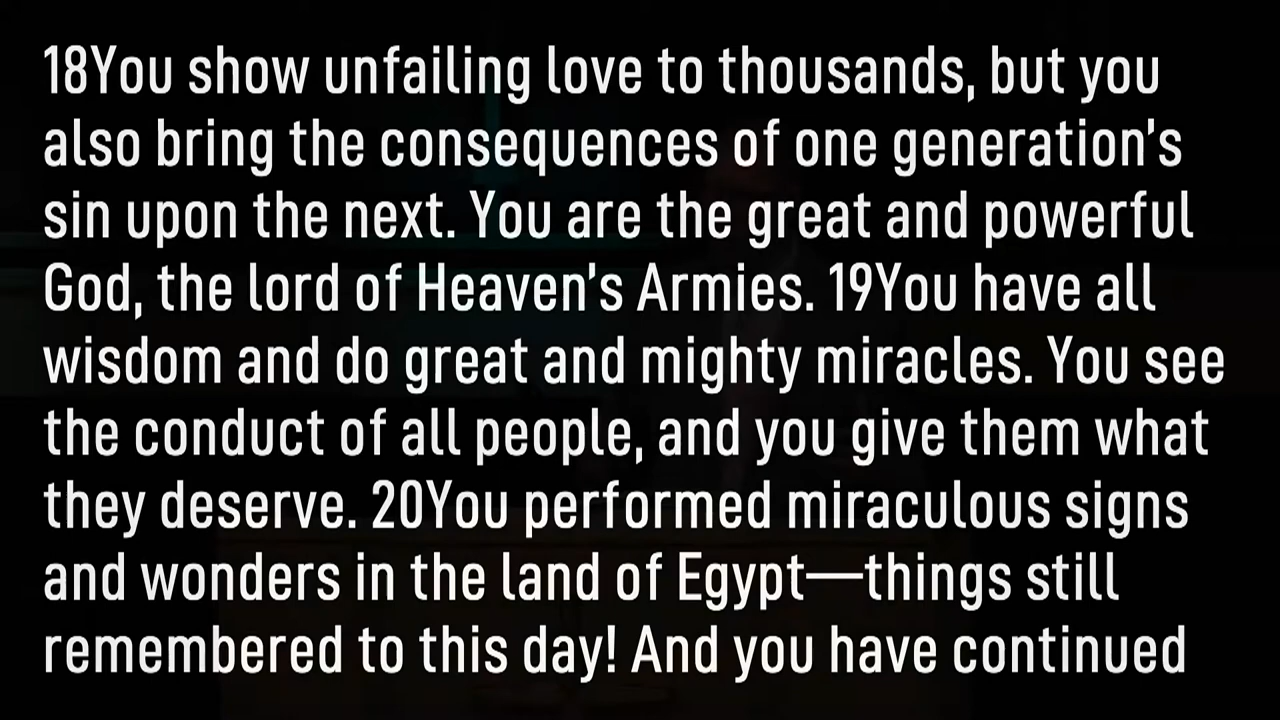 18You show unfailing love to thousands, but you
also bring the consequences of one generation's
sin upon the next. You are the great and powerful
God, the lord of Heaven's Armies. 19You have all
wisdom and do great and mighty miracles. You see
the conduct of all people, and you give them what
they deserve. 20You performed miraculous signs
and wonders in the land of Egypt—things still
remembered to this day! And you have continued